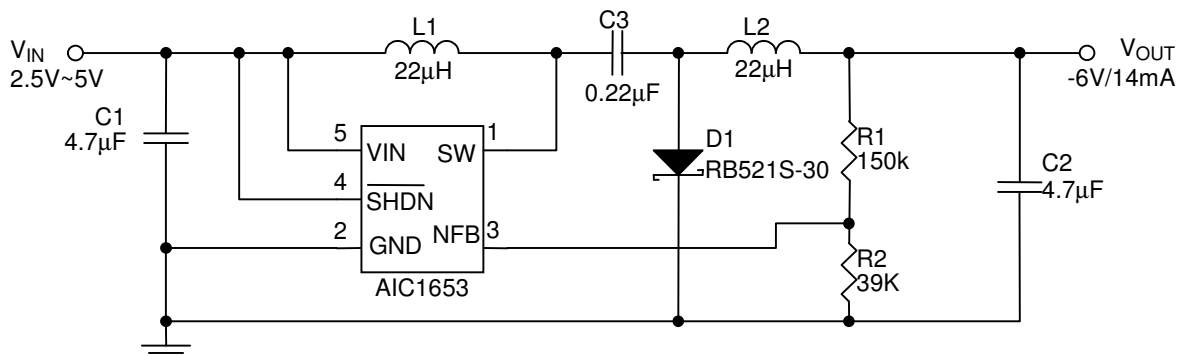 VIN
2.5V~5V
L1
22μH
C3
0.22μF
L2
22μH
VOUT
-6V/14mA
C1
4.7μF
5
VIN
SW
1
4
SHDN
2
GND
NFB
3
AIC1653
D1
RB521S-30
R1
150k
R2
39K
C2
4.7μF